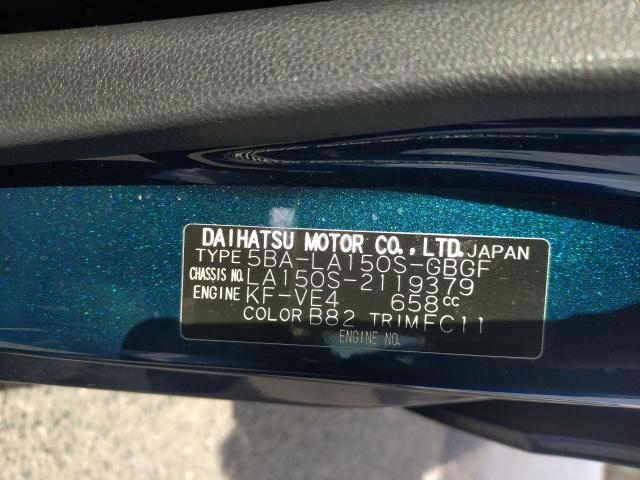 DAIHATSU MOTOR CO., LTD. JAPAN
TYPE 5BA-LA150S-GBGF
CHASSIS NO. LA150S-2119379
ENGINE KF-VE4 658cc
COLOR B82 TRIM FC11
ENGINE NO.